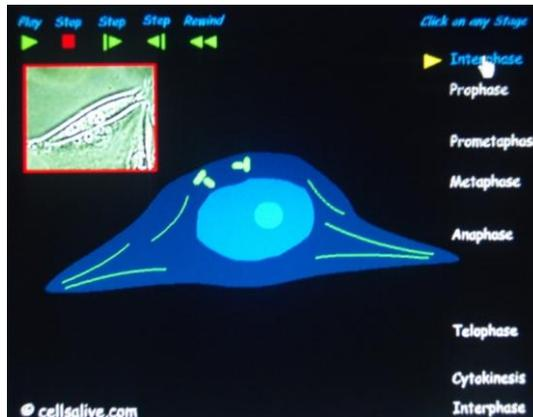 Play Stop Step Step Rewind
Click on any Stage
Interphase
Prophase
Prometaphas
Metaphase
Anaphase
Telophase
Cytokinesis
Interphase
© cellsalive.com